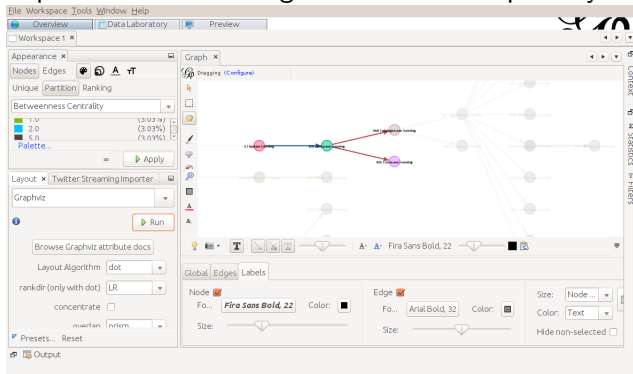 File Workspace Tools Window Help
Overview Data Laboratory Preview
Workspace 1 ×
Appearance ×
Nodes Edges
Unique Partition Ranking
Betweenness Centrality
1.0 (3.03%)
2.0 (3.03%)
5.0 (3.03%)
Palette...
Apply
Layout × Twitter Streaming Importer
Graphviz
Run
Browse Graphviz attribute docs
Layout Algorithm dot
rankdir (only with dot) LR
concentrate
overlap prism
Presets... Reset
Output
Graph ×
Dragging (Configure)
Fira Sans Bold, 22
Global Edges Labels
Node
Fo... Fira Sans Bold, 22 Color:
Size:
Edge
Fo... Arial Bold, 32 Color:
Size:
Size: Node ...
Color: Text
Hide non-selected
Context
Statistics
Filters